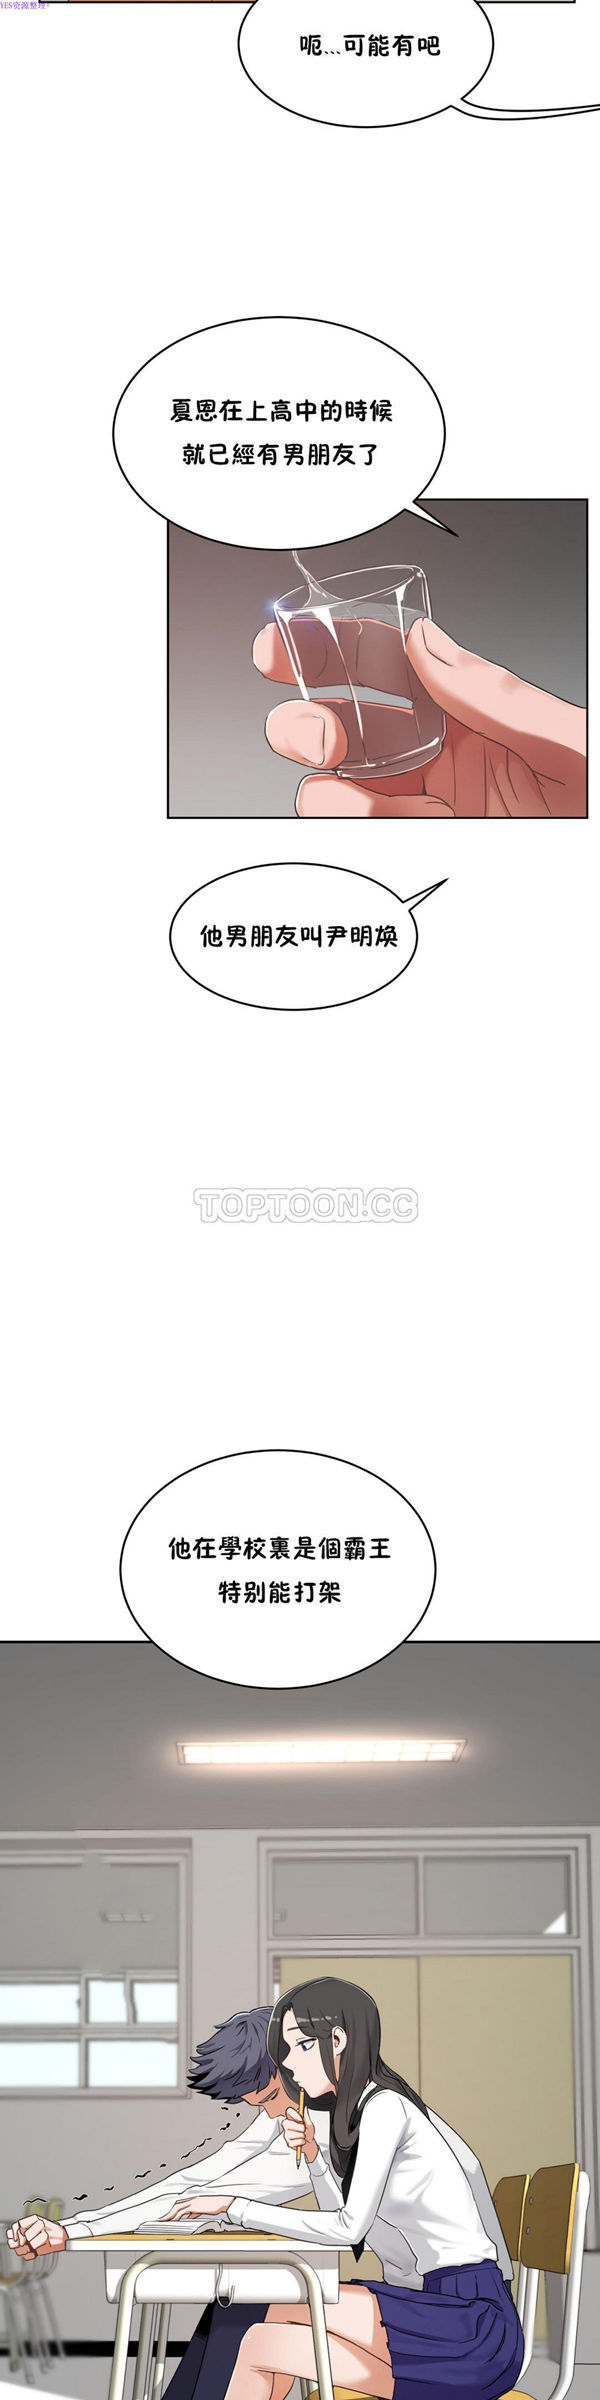 YES资源整理+
呃...可能有吧
夏恩在上高中的時候
就已經有男朋友了
他男朋友叫尹明煥
TOPTOON.CC
他在學校裏是個霸王
特別能打架